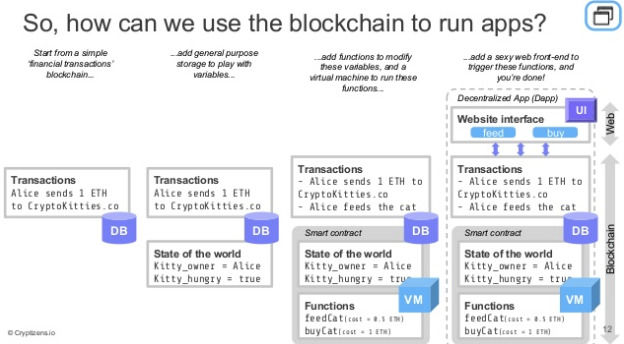 So, how can we use the blockchain to run apps?
Start from a simple
'financial transactions'
blockchain...
...add general purpose
storage to play with
variables...
...add functions to modify
these variables, and a
virtual machine to run these
functions...
...add a sexy web front-end to
trigger these functions, and
you're done!
Decentralized App (Dapp)
UI
Website interface
feed
buy
Web
Transactions
Alice sends 1 ETH
to CryptoKitties.co
DB
Transactions
Alice sends 1 ETH
to CryptoKitties.co
DB
State of the world
Kitty_owner = Alice
Kitty_hungry = true
Transactions
- Alice sends 1 ETH to
CryptoKitties.co
- Alice feeds the cat
DB
Smart contract
State of the world
Kitty_owner = Alice
Kitty_hungry = true
VM
Functions
feedCat(cost = 0.5 ETH)
buyCat(cost = 1 ETH)
Transactions
- Alice sends 1 ETH to
CryptoKitties.co
- Alice feeds the cat
DB
Smart contract
State of the world
Kitty_owner = Alice
Kitty_hungry = true
VM
Functions
feedCat(cost = 0.5 ETH)
buyCat(cost = 1 ETH)
Blockchain
© Cryptizens.io
12